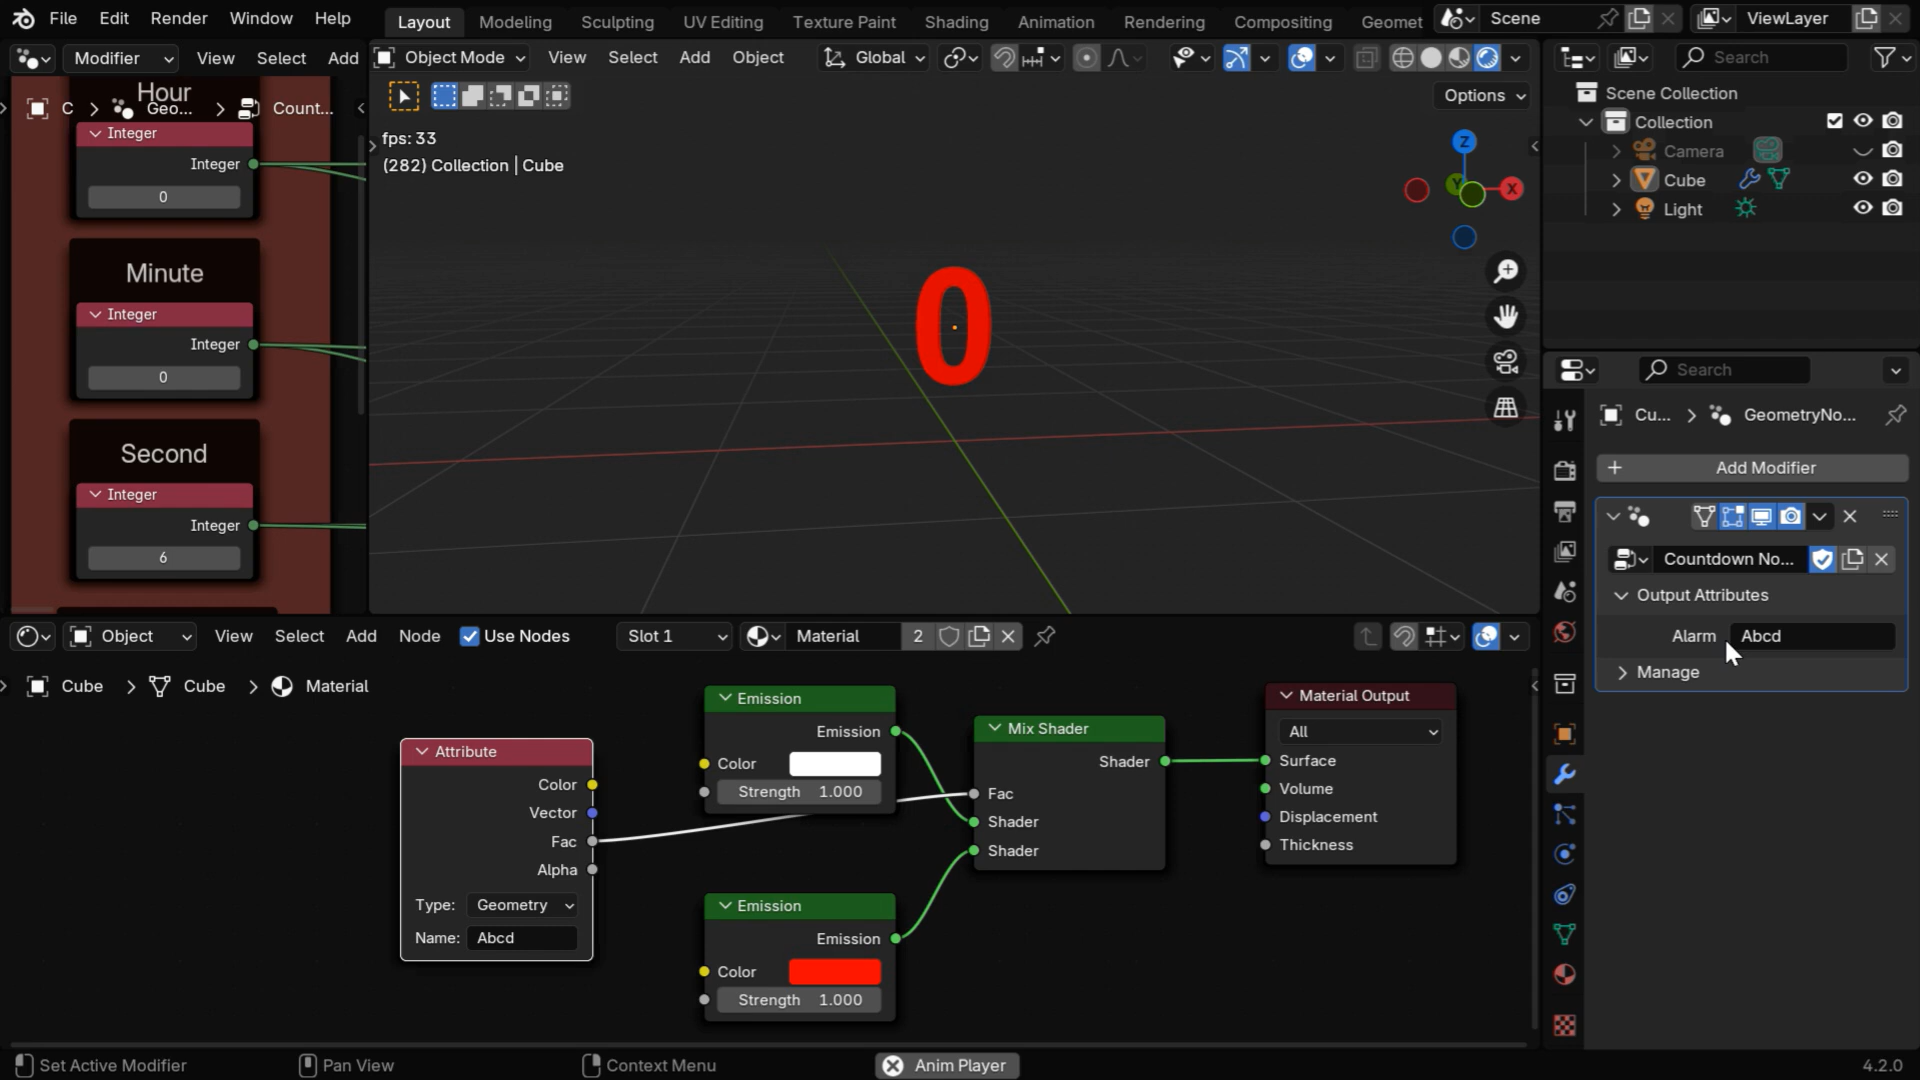 File Edit Render Window Help
Layout Modeling Sculpting UV Editing Texture Paint Shading Animation Rendering Compositing Geomet
Scene
ViewLayer
Modifier View Select Add
Object Mode View Select Add Object
Global
Search
Hour
C Geo... Count...
Integer
Integer
0
Minute
Integer
Integer
0
Second
Integer
Integer
6
Options
fps: 33
(282) Collection | Cube
Z
Y
X
0
Scene Collection
Collection
Camera
Cube
Light
Search
Cu... GeometryNo...
Add Modifier
Countdown No...
Output Attributes
Alarm Abcd
Manage
Object View Select Add Node Use Nodes Slot 1 Material 2
Cube Cube Material
Attribute
Color
Vector
Fac
Alpha
Type: Geometry
Name: Abcd
Emission
Emission
Color
Strength 1.000
Emission
Emission
Color
Strength 1.000
Mix Shader
Shader
Fac
Shader
Shader
Material Output
All
Surface
Volume
Displacement
Thickness
Set Active Modifier Pan View Context Menu Anim Player 4.2.0